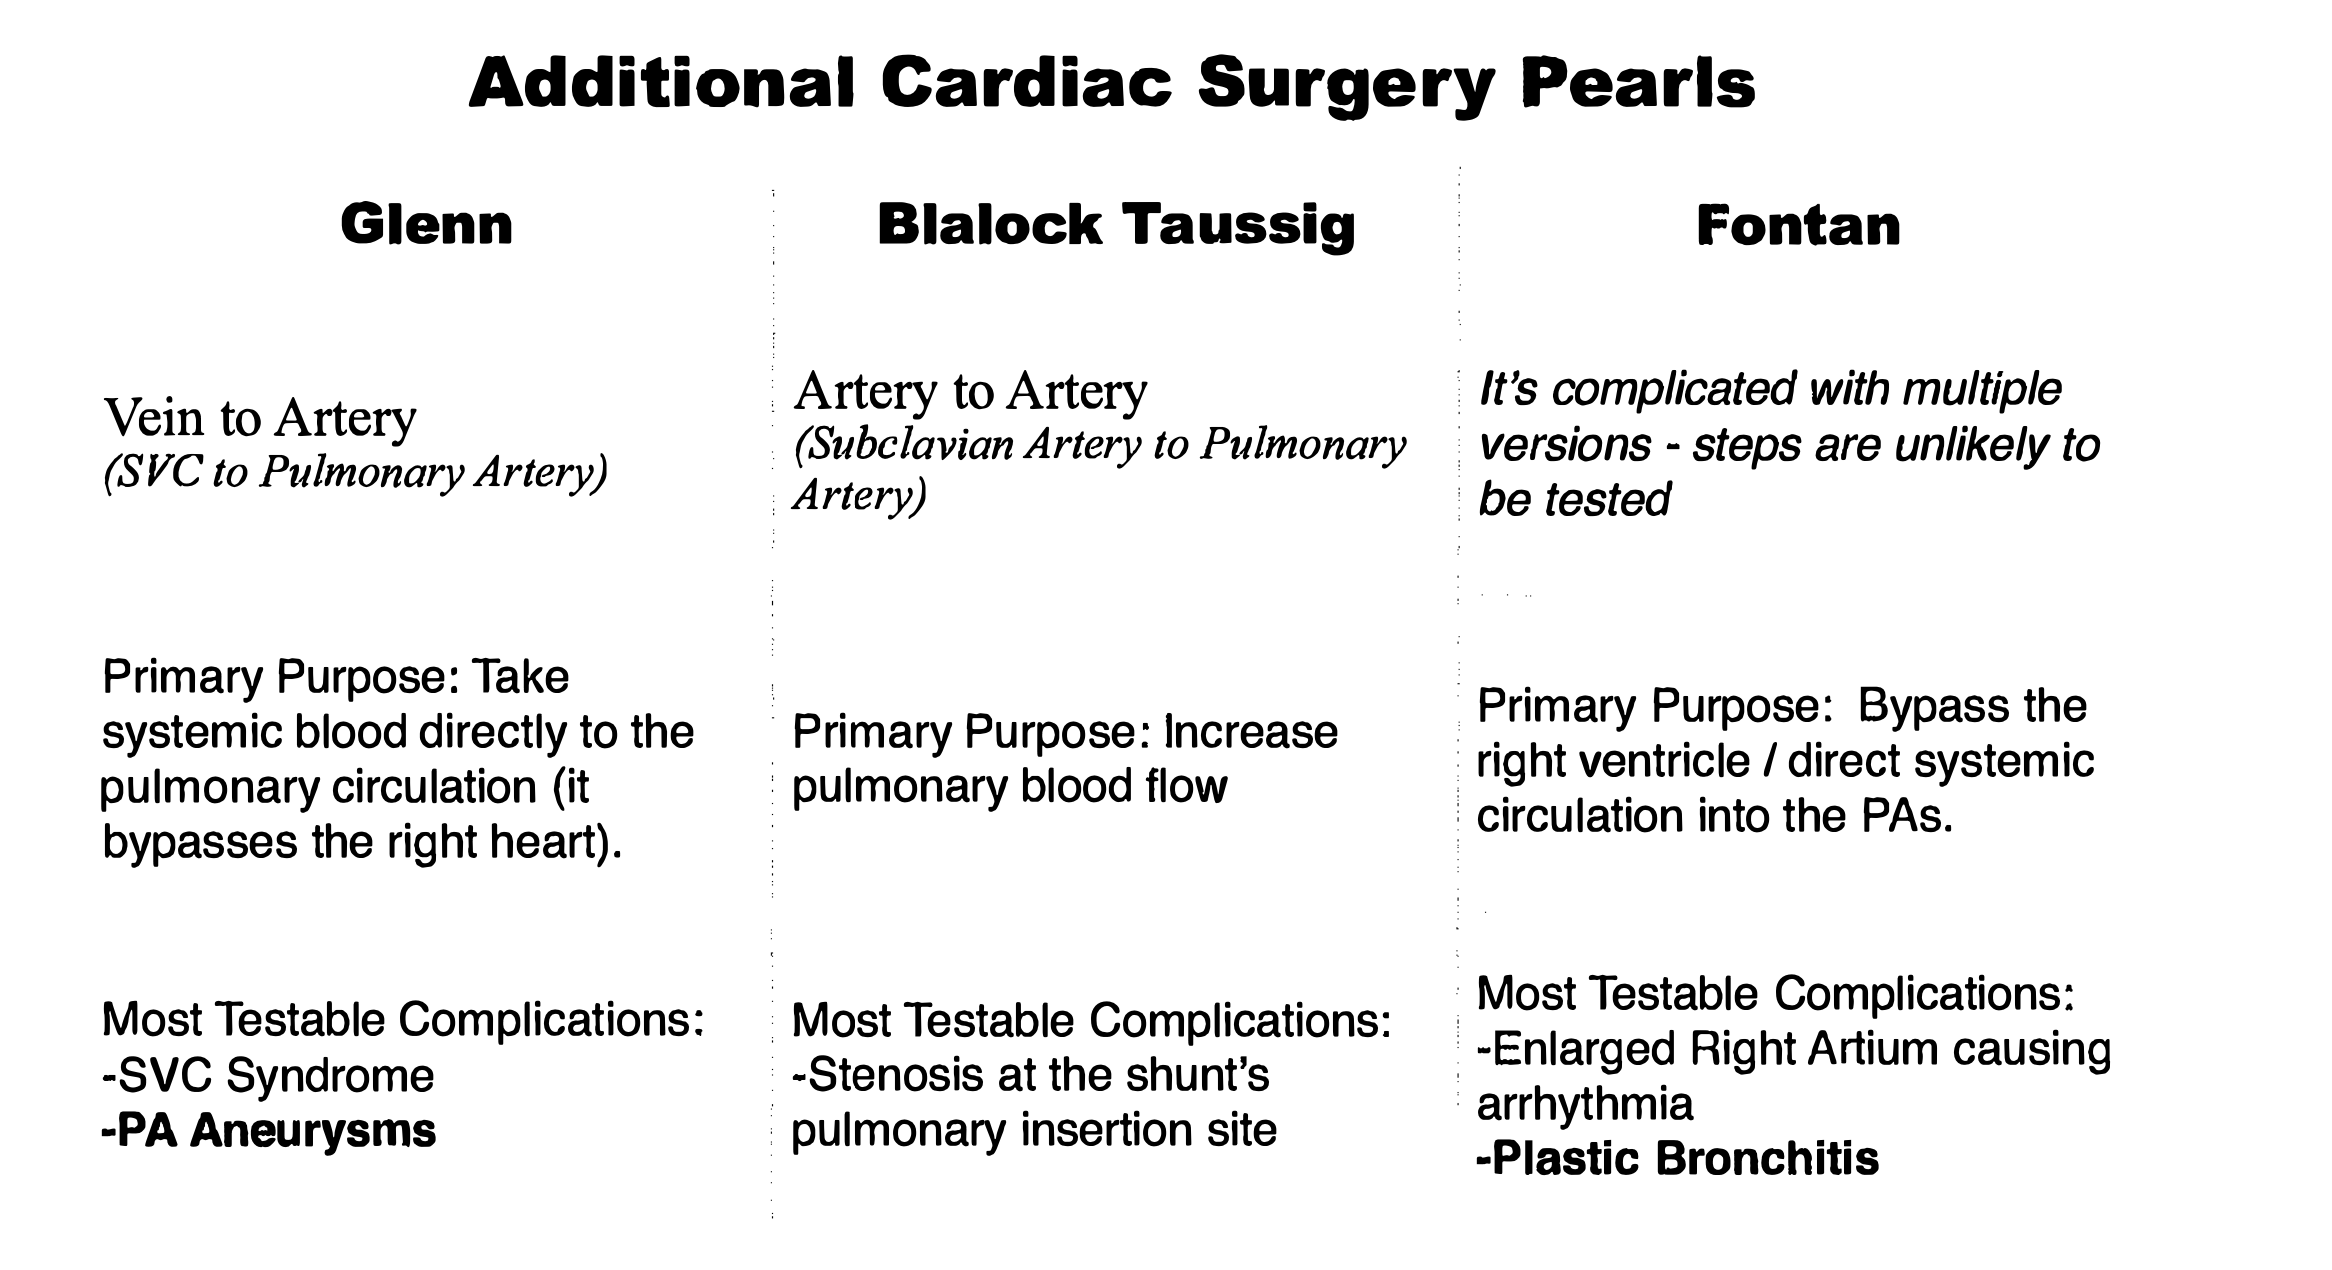 Additional Cardiac Surgery Pearls
Glenn
Vein to Artery
(SVC to Pulmonary Artery)
Primary Purpose: Take
systemic blood directly to the
pulmonary circulation (it
bypasses the right heart).
Most Testable Complications:
-SVC Syndrome
-PA Aneurysms
Blalock Taussig
Artery to Artery
(Subclavian Artery to Pulmonary
Artery)
Primary Purpose: Increase
pulmonary blood flow
Most Testable Complications:
-Stenosis at the shunt's
pulmonary insertion site
Fontan
It's complicated with multiple
versions - steps are unlikely to
be tested
Primary Purpose: Bypass the
right ventricle / direct systemic
circulation into the PAs.
Most Testable Complications:
-Enlarged Right Artium causing
arrhythmia
-Plastic Bronchitis